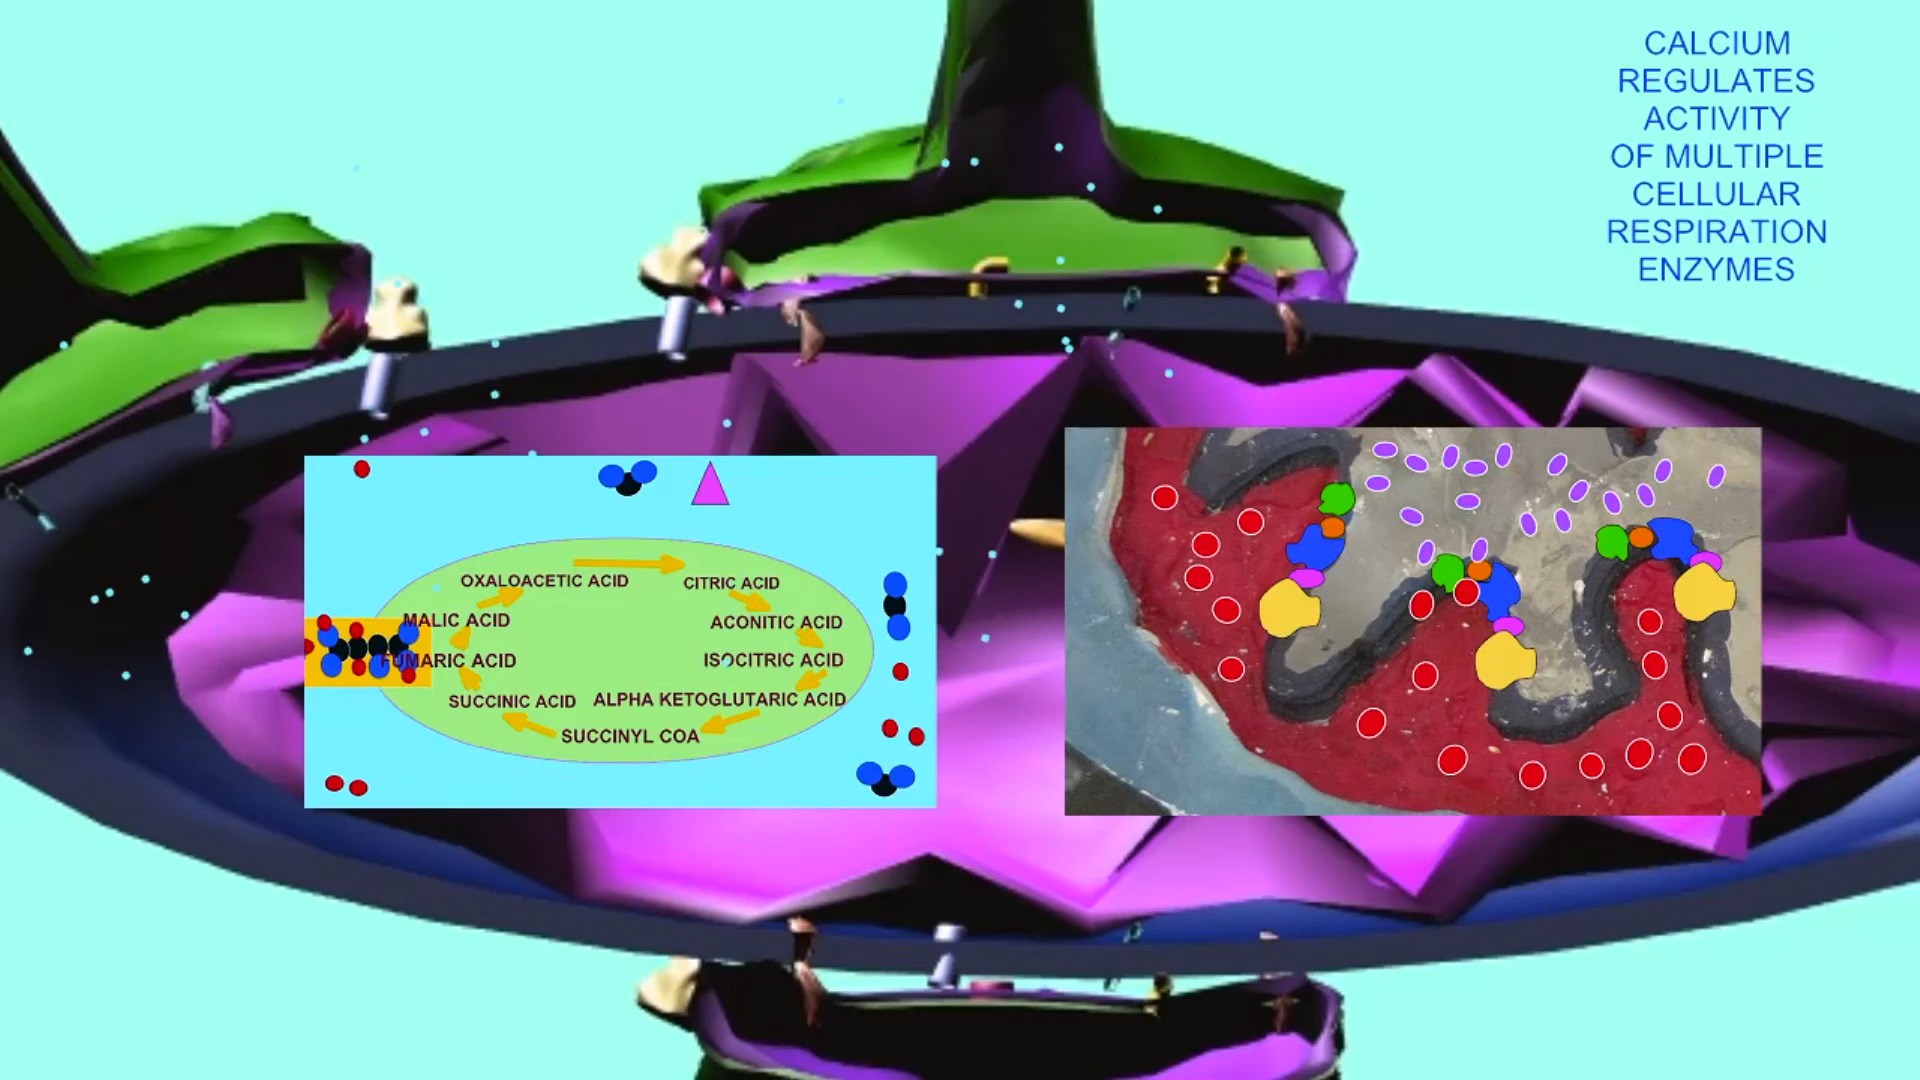 CALCIUM
REGULATES
ACTIVITY
OF MULTIPLE
CELLULAR
RESPIRATION
ENZYMES
OXALOACETIC ACID
CITRIC ACID
MALIC ACID
ACONITIC ACID
FUMARIC ACID
ISOCITRIC ACID
SUCCINIC ACID
ALPHA KETOGLUTARIC ACID
SUCCINYL COA